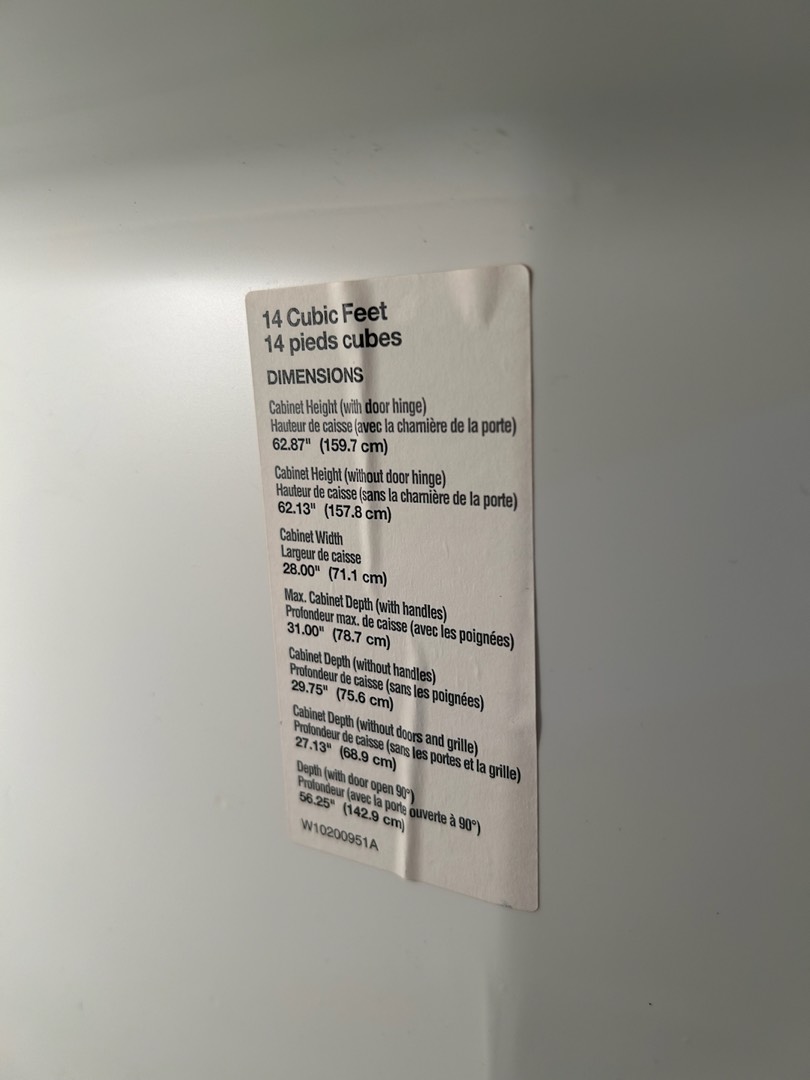 14 Cubic Feet
14 pieds cubes
DIMENSIONS
Cabinet Height (with door hinge)
Hauteur de caisse (avec la charnière de la porte)
62.87" (159.7 cm)
Cabinet Height (without door hinge)
Hauteur de caisse (sans la charnière de la porte)
62.13" (157.8 cm)
Cabinet Width
Largeur de caisse
28.00" (71.1 cm)
Max. Cabinet Depth (with handles)
Profondeur max. de caisse (avec les poignées)
31.00" (78.7 cm)
Cabinet Depth (without handles)
Profondeur de caisse (sans les poignées)
29.75" (75.6 cm)
Cabinet Depth (without doors and grille)
Profondeur de caisse (sans les portes et la grille)
27.13" (68.9 cm)
Depth (with door open 90°)
Profondeur (avec la porte ouverte à 90°)
56.25" (142.9 cm)
W10200951A